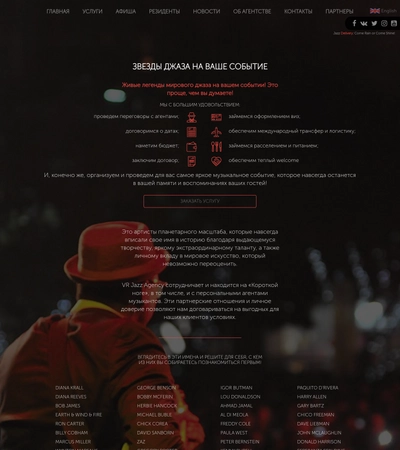 ГЛАВНАЯ УСЛУГИ АФИША РЕЗИДЕНТЫ НОВОСТИ ОБ АГЕНТСТВЕ КОНТАКТЫ ПАРТНЕРЫ English
ЗВЕЗДЫ ДЖАЗА НА ВАШЕ СОБЫТИЕ
Живые легенды мирового джаза на вашем событии! Это
проще, чем вы думаете!
МЫ С БОЛЬШИМ УДОВОЛЬСТВИЕМ:
проведем переговоры с агентами; займемся оформлением виз;
договоримся о датах; обеспечим международный трансфер и логистику;
наметим бюджет; займемся расселением и питанием;
заключим договор; обеспечим теплый welcome
И, конечно же, организуем и проведем для вас самое яркое музыкальное событие, которое навсегда останется
в вашей памяти и воспоминаниях ваших гостей!
ЗАКАЗАТЬ УСЛУГУ
Это артисты планетарного масштаба, которые навсегда
вписали свое имя в историю благодаря выдающемуся
творчеству, яркому экстраординарному таланту, а также
личному вкладу в мировое искусство, который
невозможно переоценить.
VR Jazz Agency сотрудничает и находится на «Короткой
ноге», в том числе, и с персональными агентами
музыкантов. Эти партнерские отношения и личное
доверие позволяют нам договариваться на выгодных для
наших клиентов условиях.
ВГЛЯДИТЕСЬ В ЭТИ ИМЕНА И РЕШИТЕ ДЛЯ СЕБЯ, С КЕМ
ИЗ НИХ ВЫ СОБИРАЕТЕСЬ ПОЗНАКОМИТЬСЯ ПЕРВЫМ!
DIANA KRALL GEORGE BENSON IGOR BUTMAN PAQUITO D'RIVERA
DIANA REEVES BOBBY MCFERIN LOU DONALDSON HARRY ALLEN
BOB JAMES HERBIE HANCOCK AHMAD JAMAL GARY BARTZ
EARTH & WIND & FIRE MICHAEL BUBLE AL DI MEOLA CHICO FREEMAN
RON CARTER CHICK COREA FREDDY COLE DAVE LIEBMAN
BILLY COBHAM DAVID SANBORN PAULA WEST JOHN MCLAUGHLIN
MARCUS MILLER ZAZ PETER BERNSTEIN DONALD HARRISON